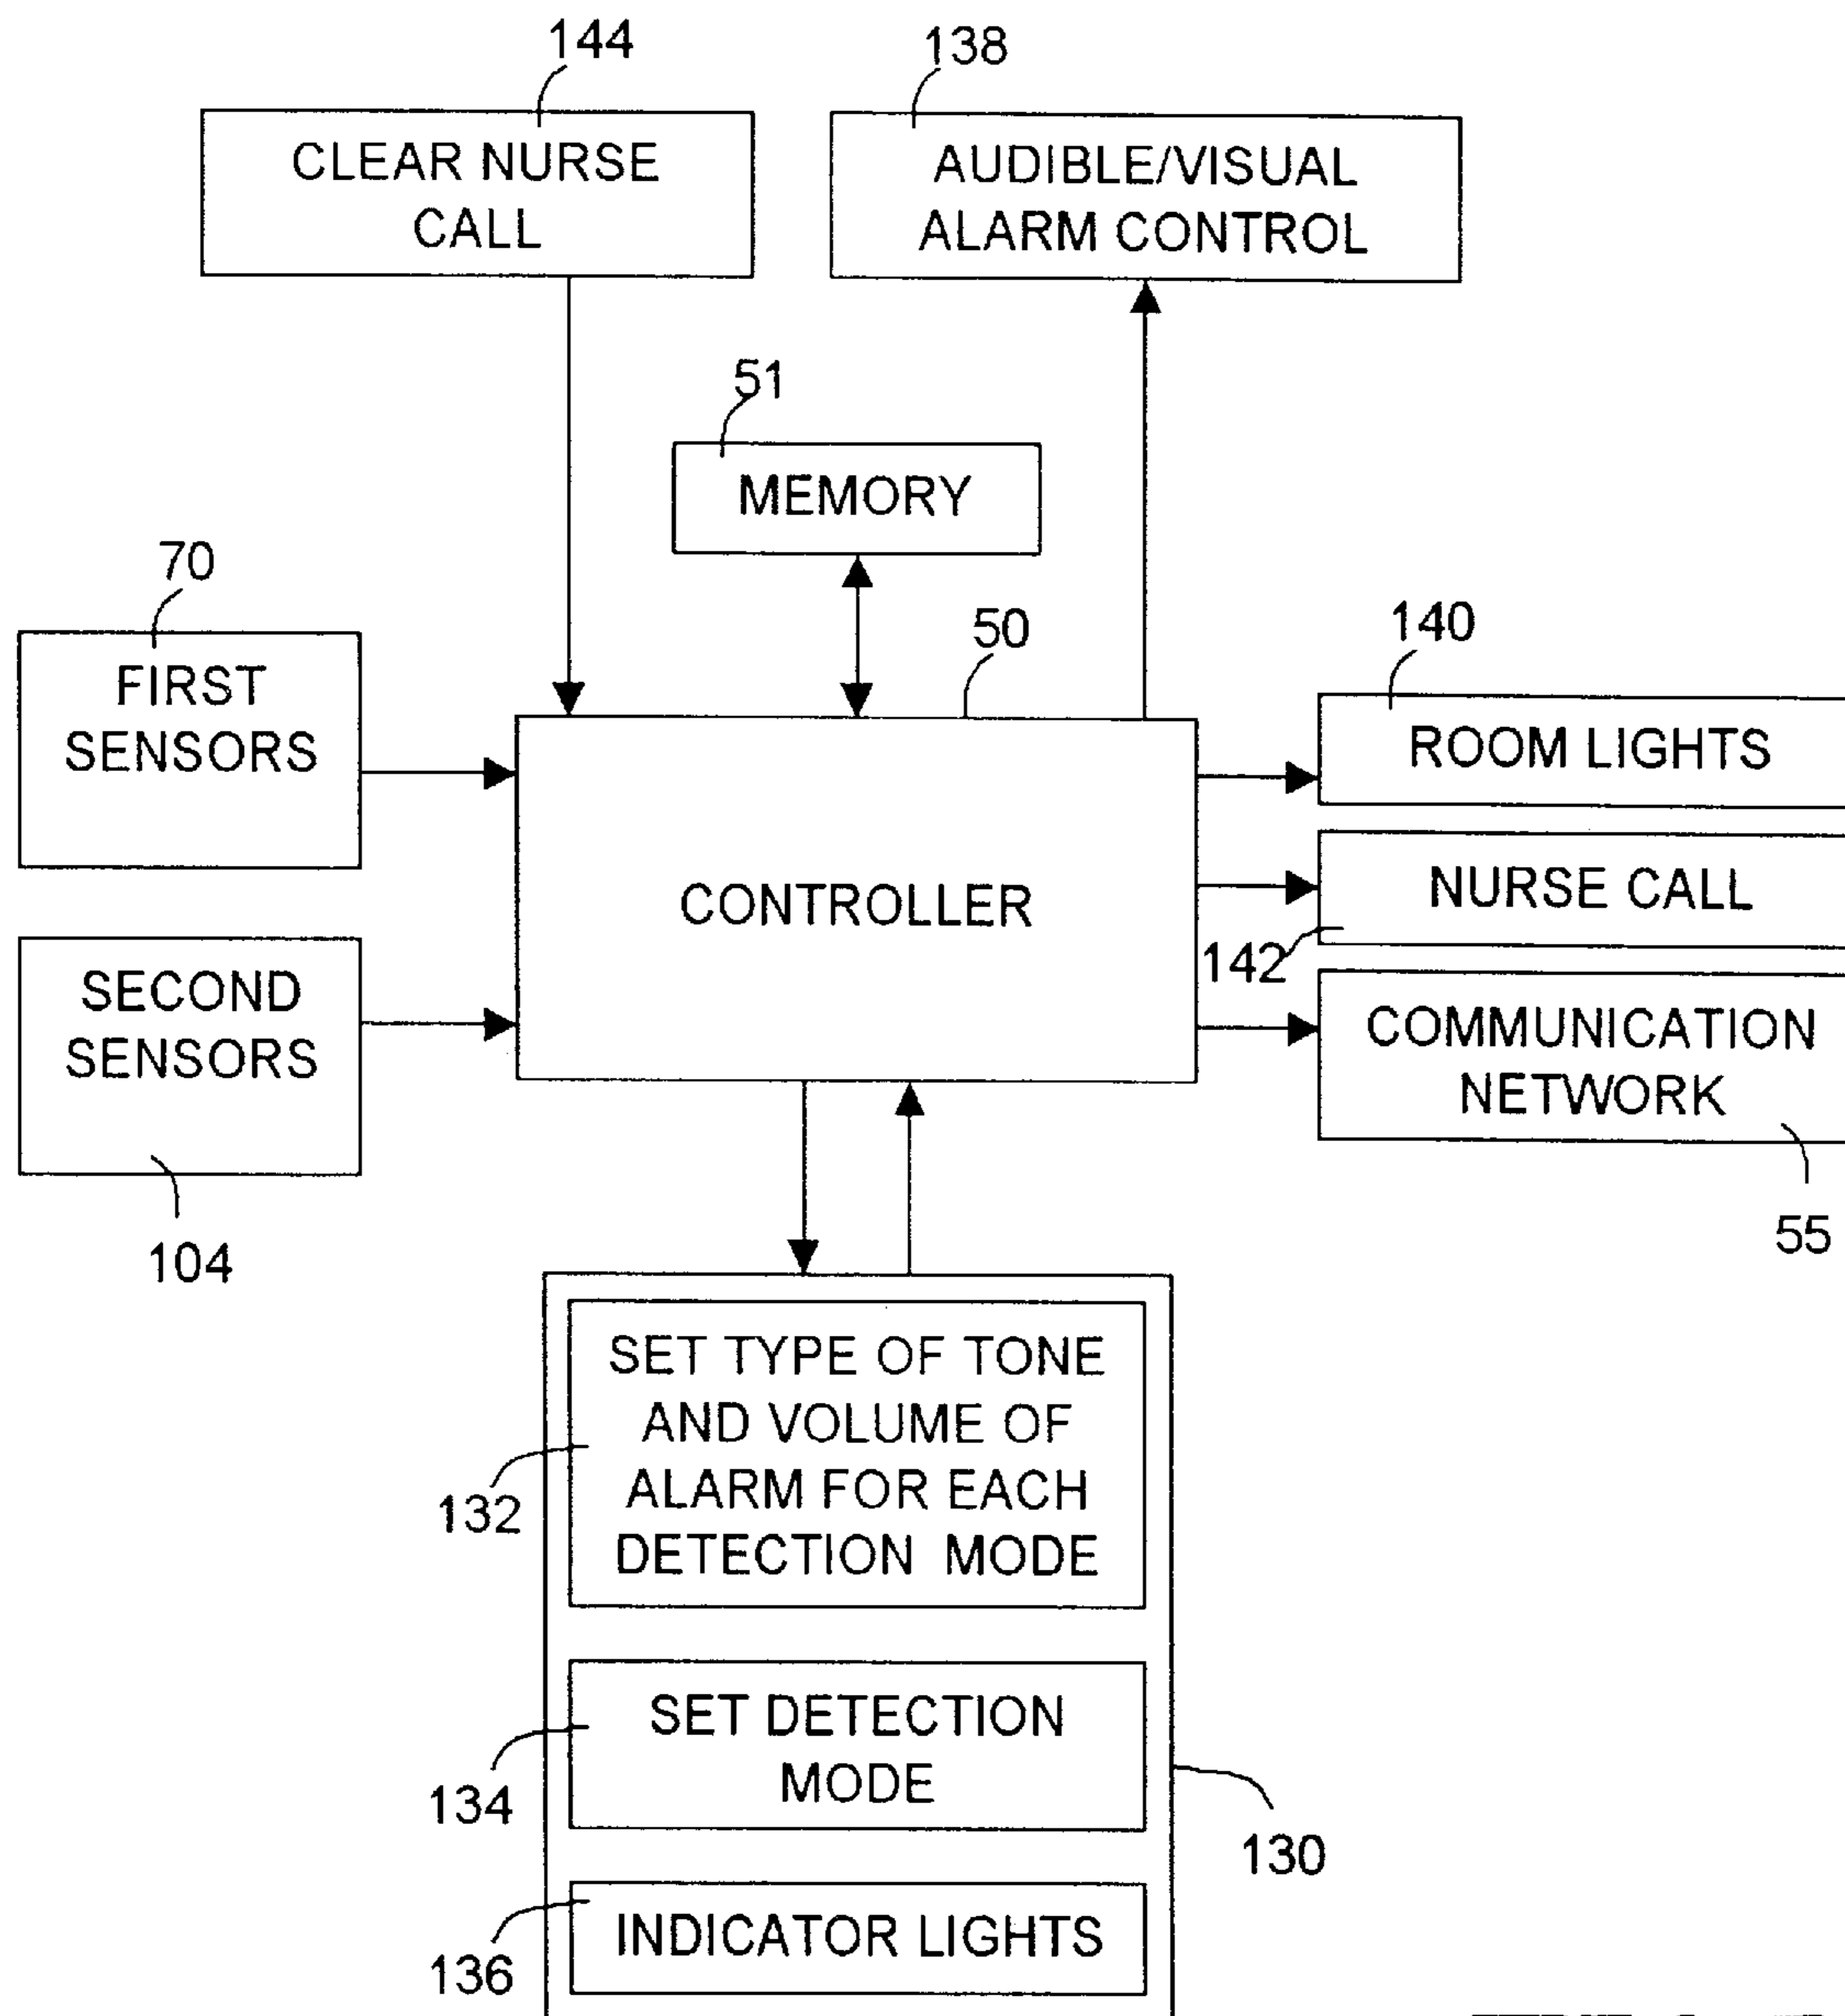 144
138
CLEAR NURSE
CALL
AUDIBLE/VISUAL
ALARM CONTROL
51
MEMORY
70
50
140
FIRST
SENSORS
ROOM LIGHTS
CONTROLLER
NURSE CALL
142
SECOND
SENSORS
COMMUNICATION
NETWORK
104
55
SET TYPE OF TONE
AND VOLUME OF
ALARM FOR EACH
DETECTION MODE
132
SET DETECTION
MODE
134
130
INDICATOR LIGHTS
136